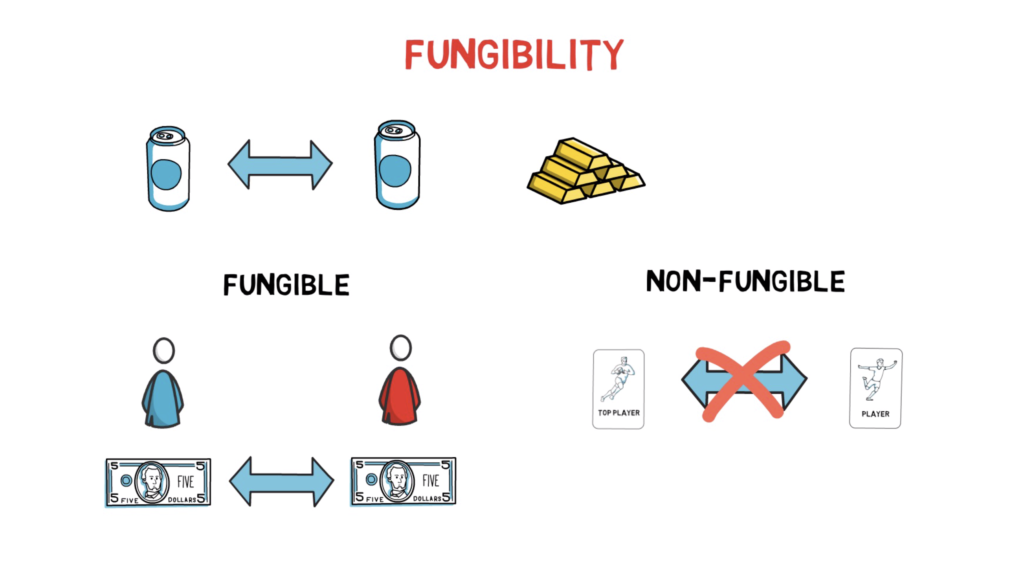 FUNGIBILITY
FUNGIBLE
NON-FUNGIBLE
TOP PLAYER
PLAYER
5 5
FIVE
5 FIVE DOLLARS 5
5 5
FIVE
5 FIVE DOLLARS 5